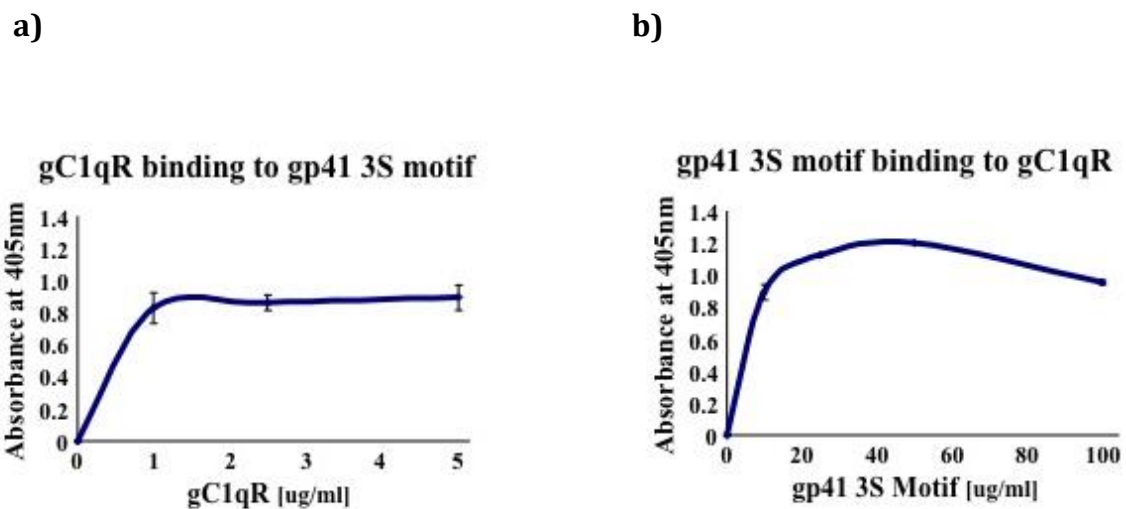 a)
b)
gC1qR binding to gp41 3S motif
Absorbance at 405nm
1.4
1.2
1.0
0.8
0.6
0.4
0.2
0
0 1 2 3 4 5
gC1qR [ug/ml]
gp41 3S motif binding to gC1qR
Absorbance at 405nm
1.4
1.2
1.0
0.8
0.6
0.4
0.2
0
0 20 40 60 80 100
gp41 3S Motif [ug/ml]